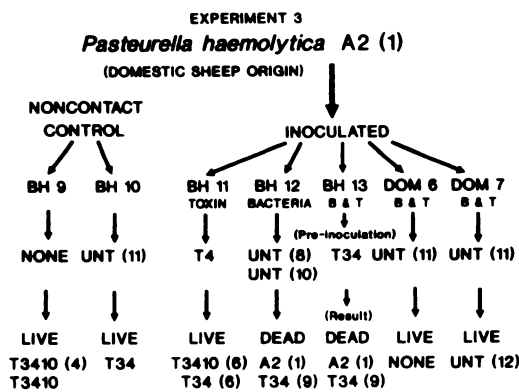 EXPERIMENT 3
Pasteurella haemolytica A2 (1)
(DOMESTIC SHEEP ORIGIN)
NONCONTACT
CONTROL
INOCULATED
BH 9 BH 10 BH 11 BH 12 BH 13 DOM 6 DOM 7
TOXIN BACTERIA B & T B & T B & T
(Pre-inoculation)
NONE UNT (11) T4 UNT (8) T34 UNT (11) UNT (11)
UNT (10)
(Result)
LIVE LIVE LIVE DEAD DEAD LIVE LIVE
T3410 (4) T34 T3410 (6) A2 (1) A2 (1) NONE UNT (12)
T3410 T34 (6) T34 (9) T34 (9)